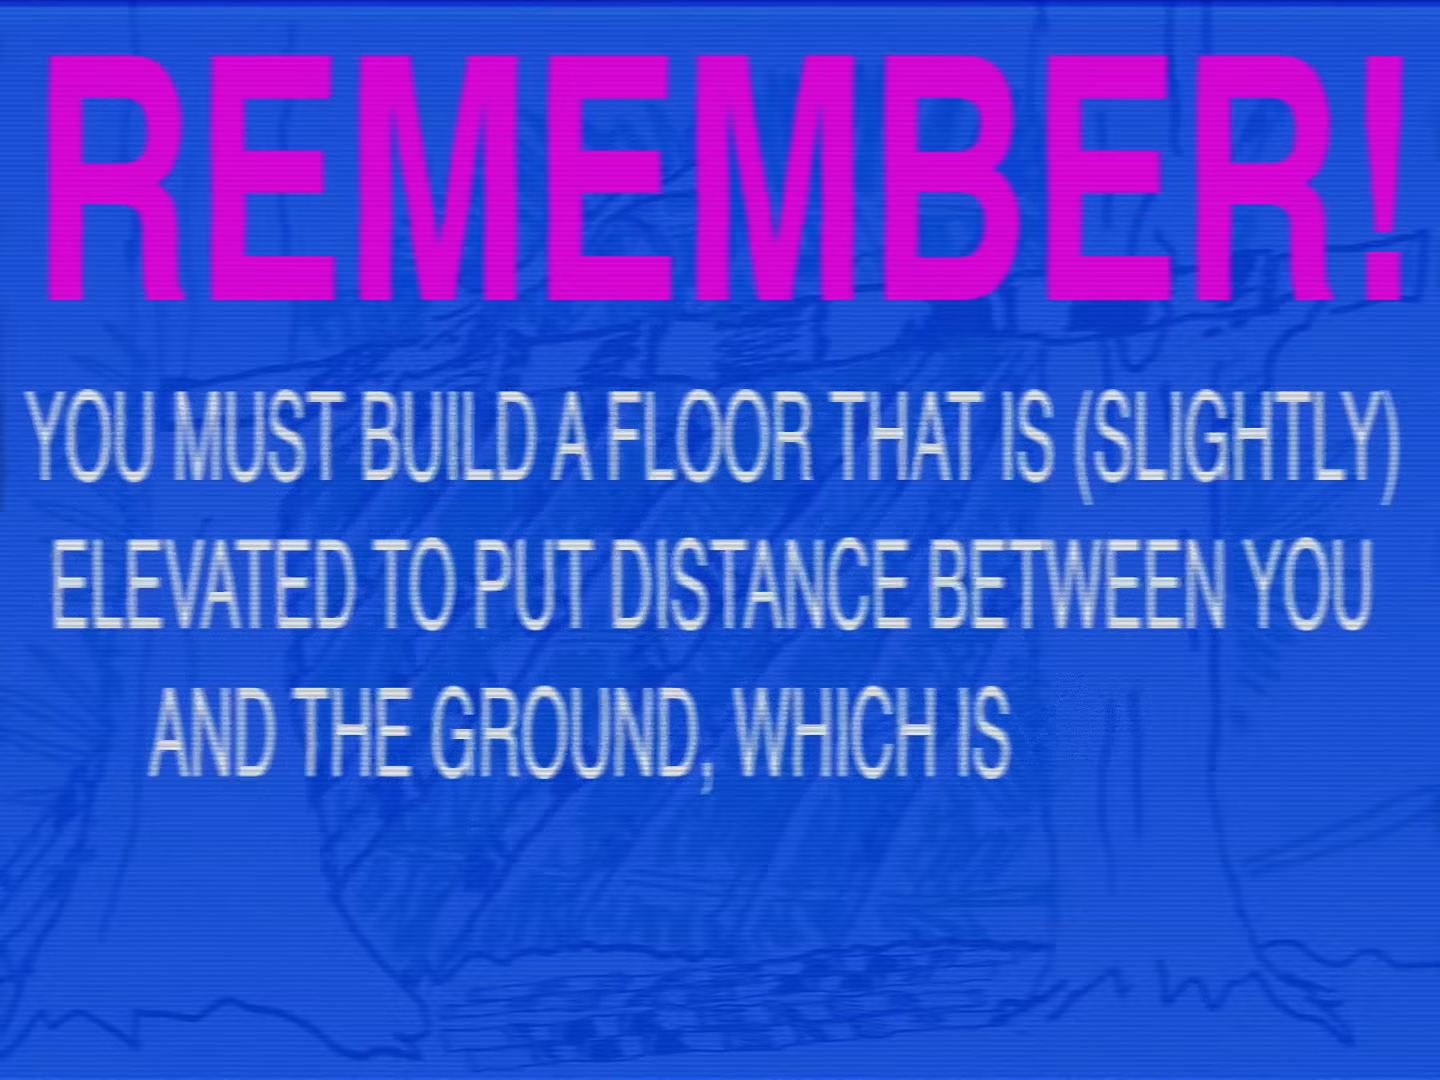 REMEMBER!
YOU MUST BUILD A FLOOR THAT IS (SLIGHTLY)
ELEVATED TO PUT DISTANCE BETWEEN YOU
AND THE GROUND, WHICH IS